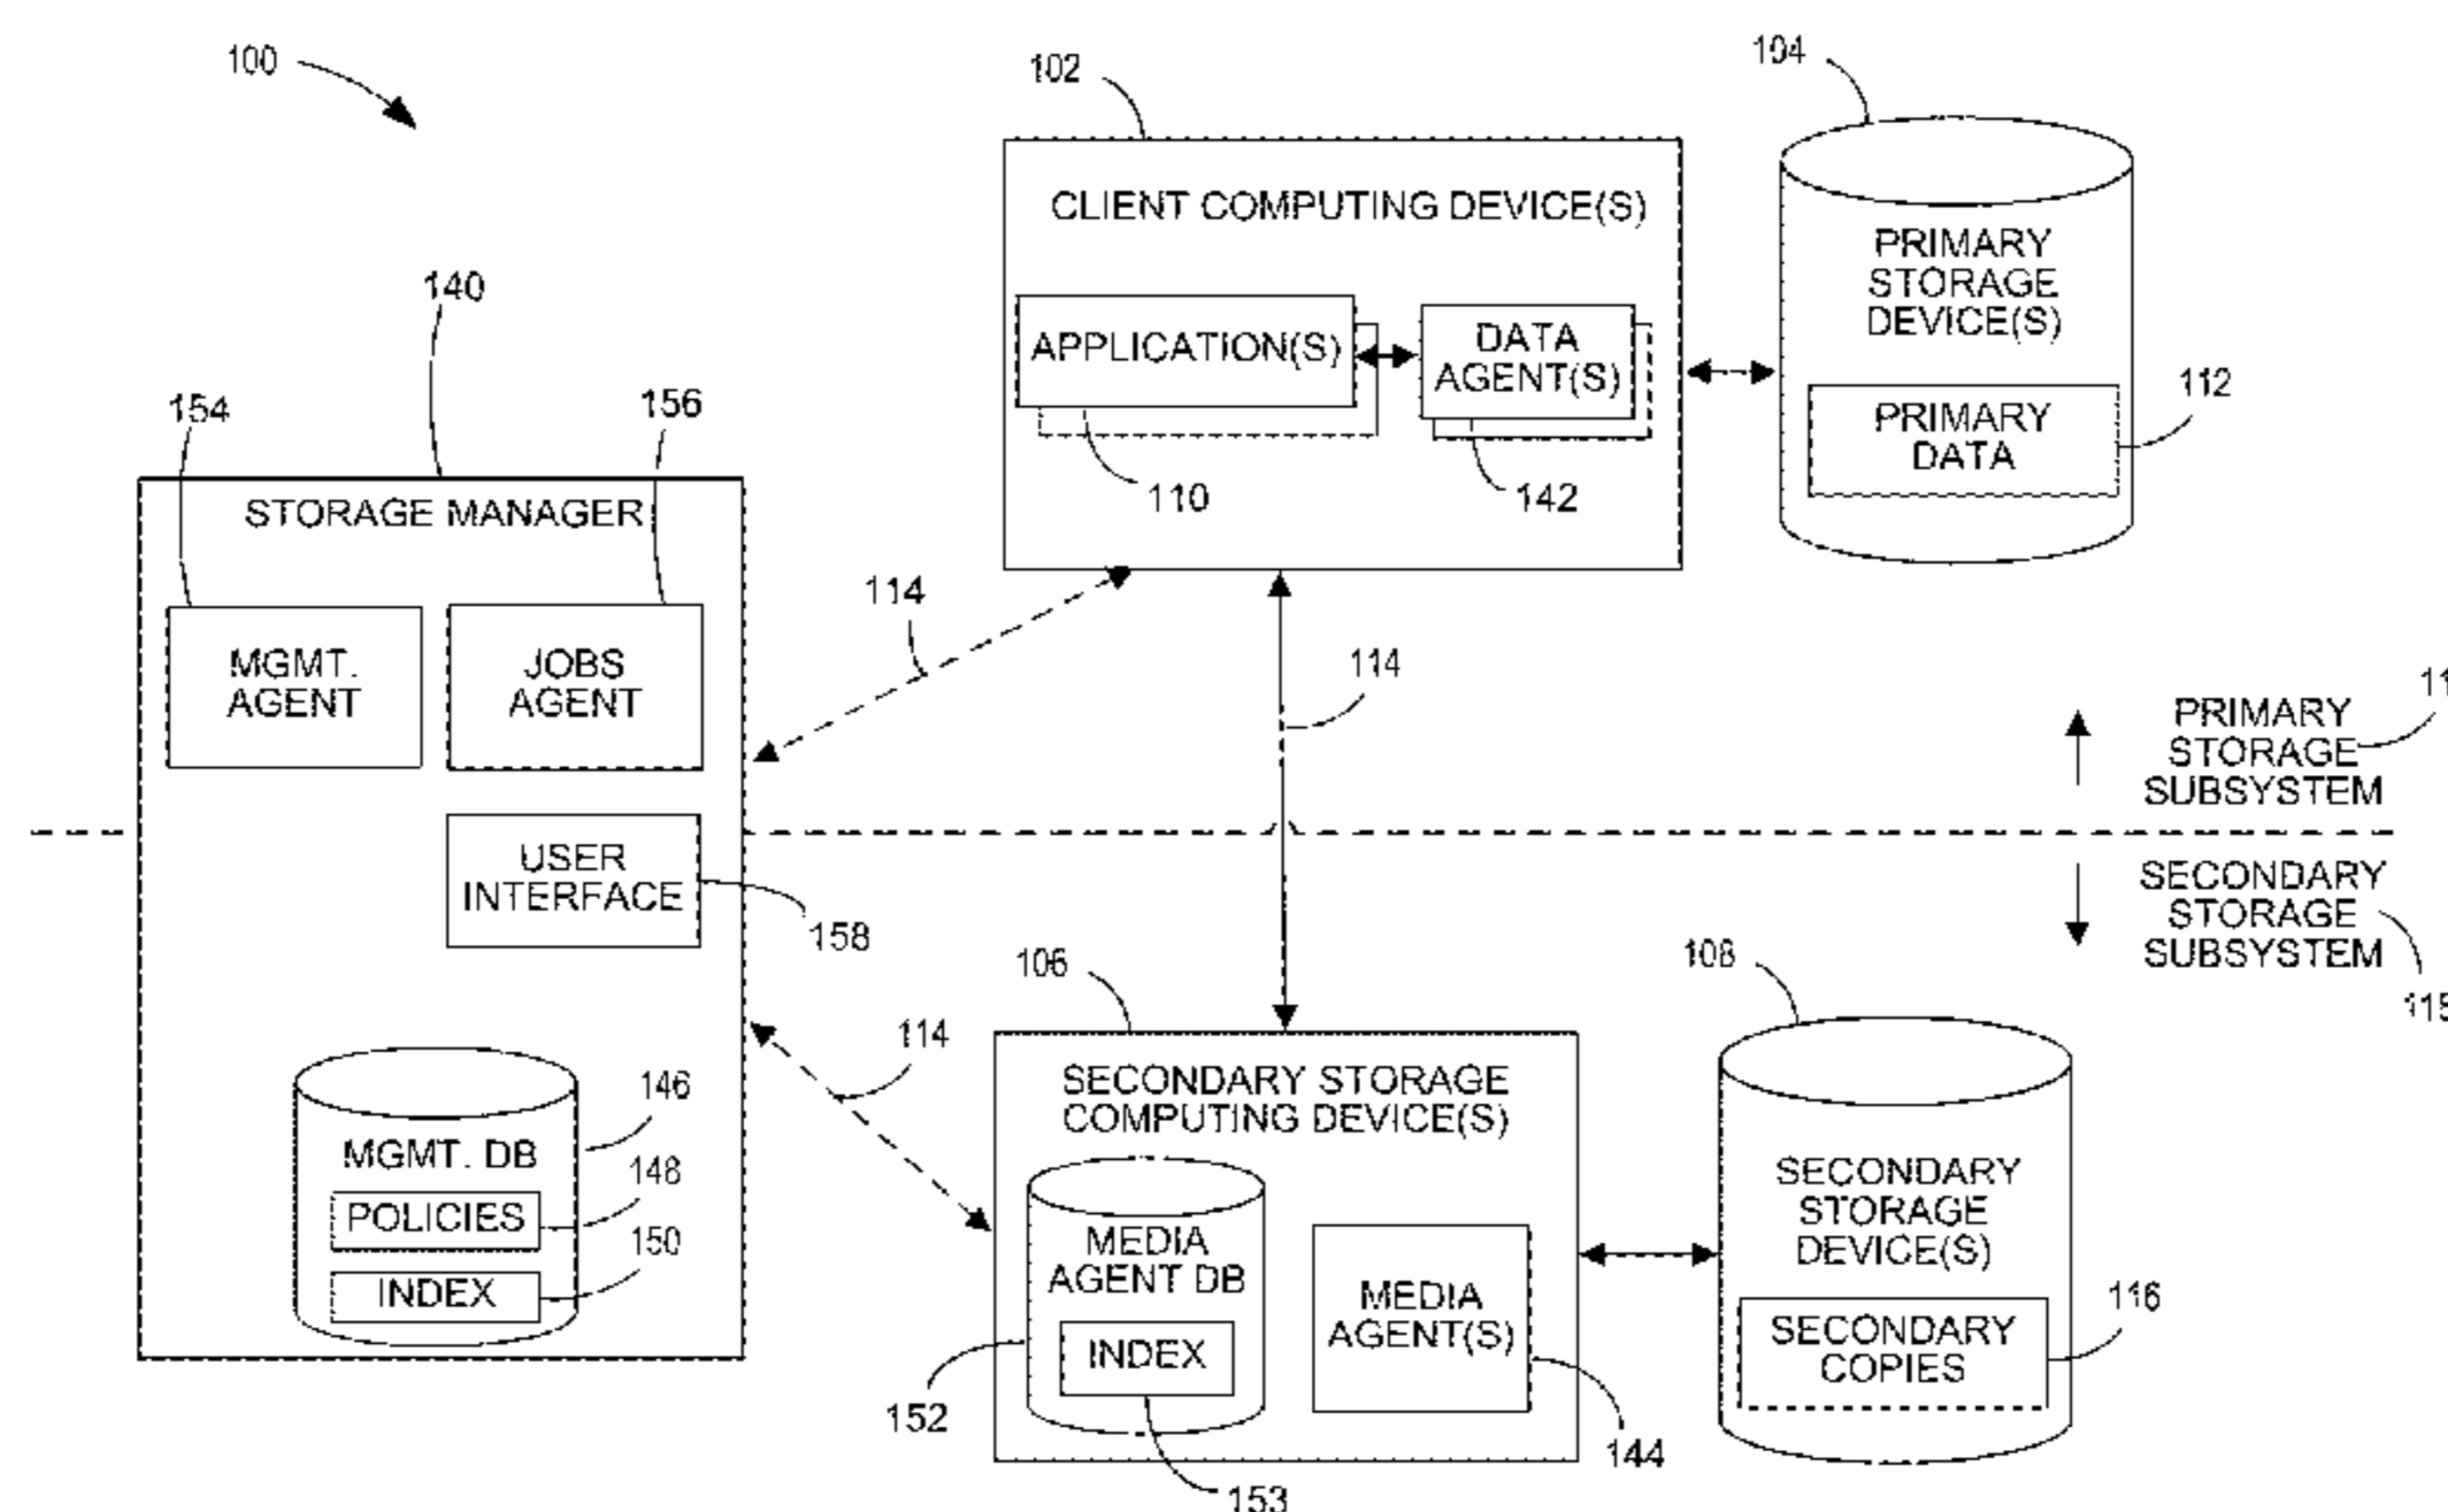 100
102
104
CLIENT COMPUTING DEVICE(S)
PRIMARY
STORAGE
DEVICE(S)
140
APPLICATION(S)
DATA
AGENT(S)
154
156
112
PRIMARY
DATA
110
142
STORAGE MANAGER
114
MGMT.
AGENT
JOBS
AGENT
114
PRIMARY
STORAGE
SUBSYSTEM
USER
INTERFACE
158
SECONDARY
STORAGE
SUBSYSTEM
106
108
114
146
MGMT. DB
148
POLICIES
150
INDEX
SECONDARY STORAGE
COMPUTING DEVICE(S)
MEDIA
AGENT DB
INDEX
MEDIA
AGENT(S)
SECONDARY
STORAGE
DEVICE(S)
116
SECONDARY
COPIES
152
144
153